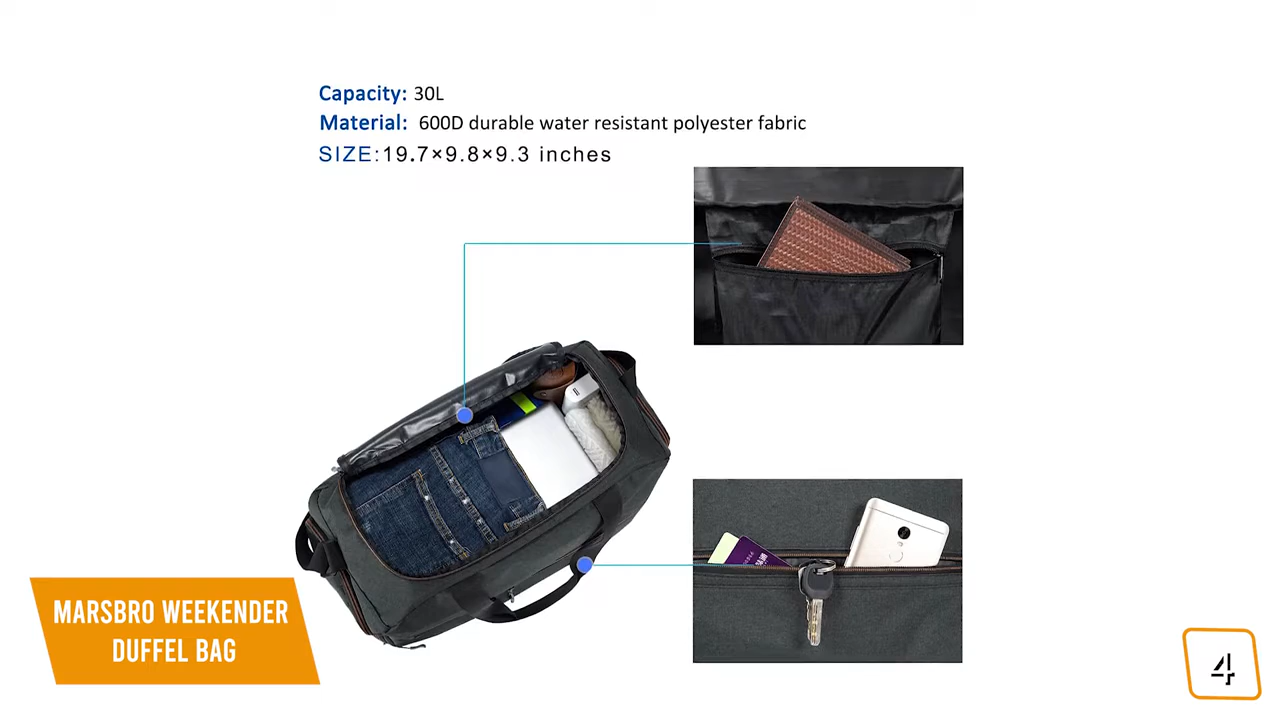 Capacity: 30L
Material: 600D durable water resistant polyester fabric
SIZE:19.7×9.8×9.3 inches
MARSBRO WEEKENDER
DUFFEL BAG
4